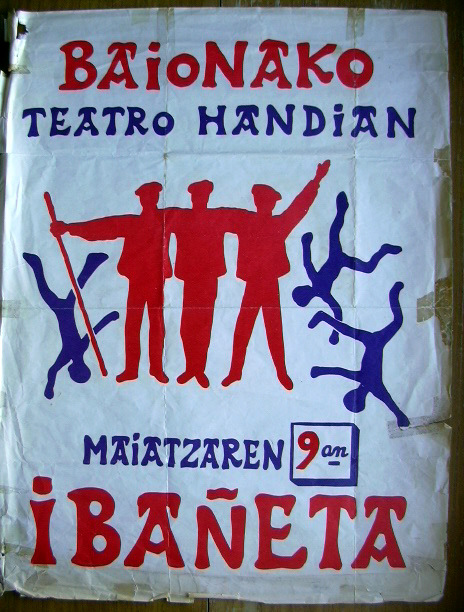 BAiONAKO
TEATRO HANDiAN
MAiATZAREN 9an
iBAÑETA